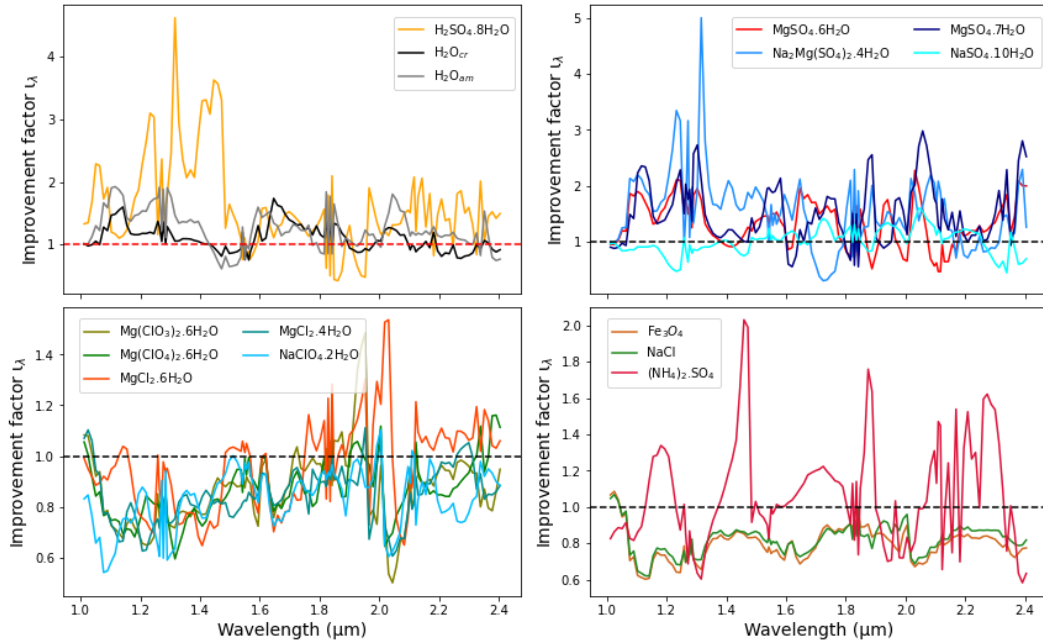 Improvement factor ιλ
4
3
2
1
H₂SO₄.8H₂O
H₂Ocr
H₂Oam
Improvement factor ιλ
5
4
3
2
1
MgSO₄.6H₂O
Na₂Mg(SO₄)₂.4H₂O
MgSO₄.7H₂O
NaSO₄.10H₂O
Improvement factor ιλ
1.4
1.2
1.0
0.8
0.6
Mg(ClO₃)₂.6H₂O
Mg(ClO₄)₂.6H₂O
MgCl₂.6H₂O
MgCl₂.4H₂O
NaClO₄.2H₂O
1.0 1.2 1.4 1.6 1.8 2.0 2.2 2.4
Wavelength (μm)
Improvement factor ιλ
2.0
1.8
1.6
1.4
1.2
1.0
0.8
0.6
Fe₃O₄
NaCl
(NH₄)₂.SO₄
1.0 1.2 1.4 1.6 1.8 2.0 2.2 2.4
Wavelength (μm)